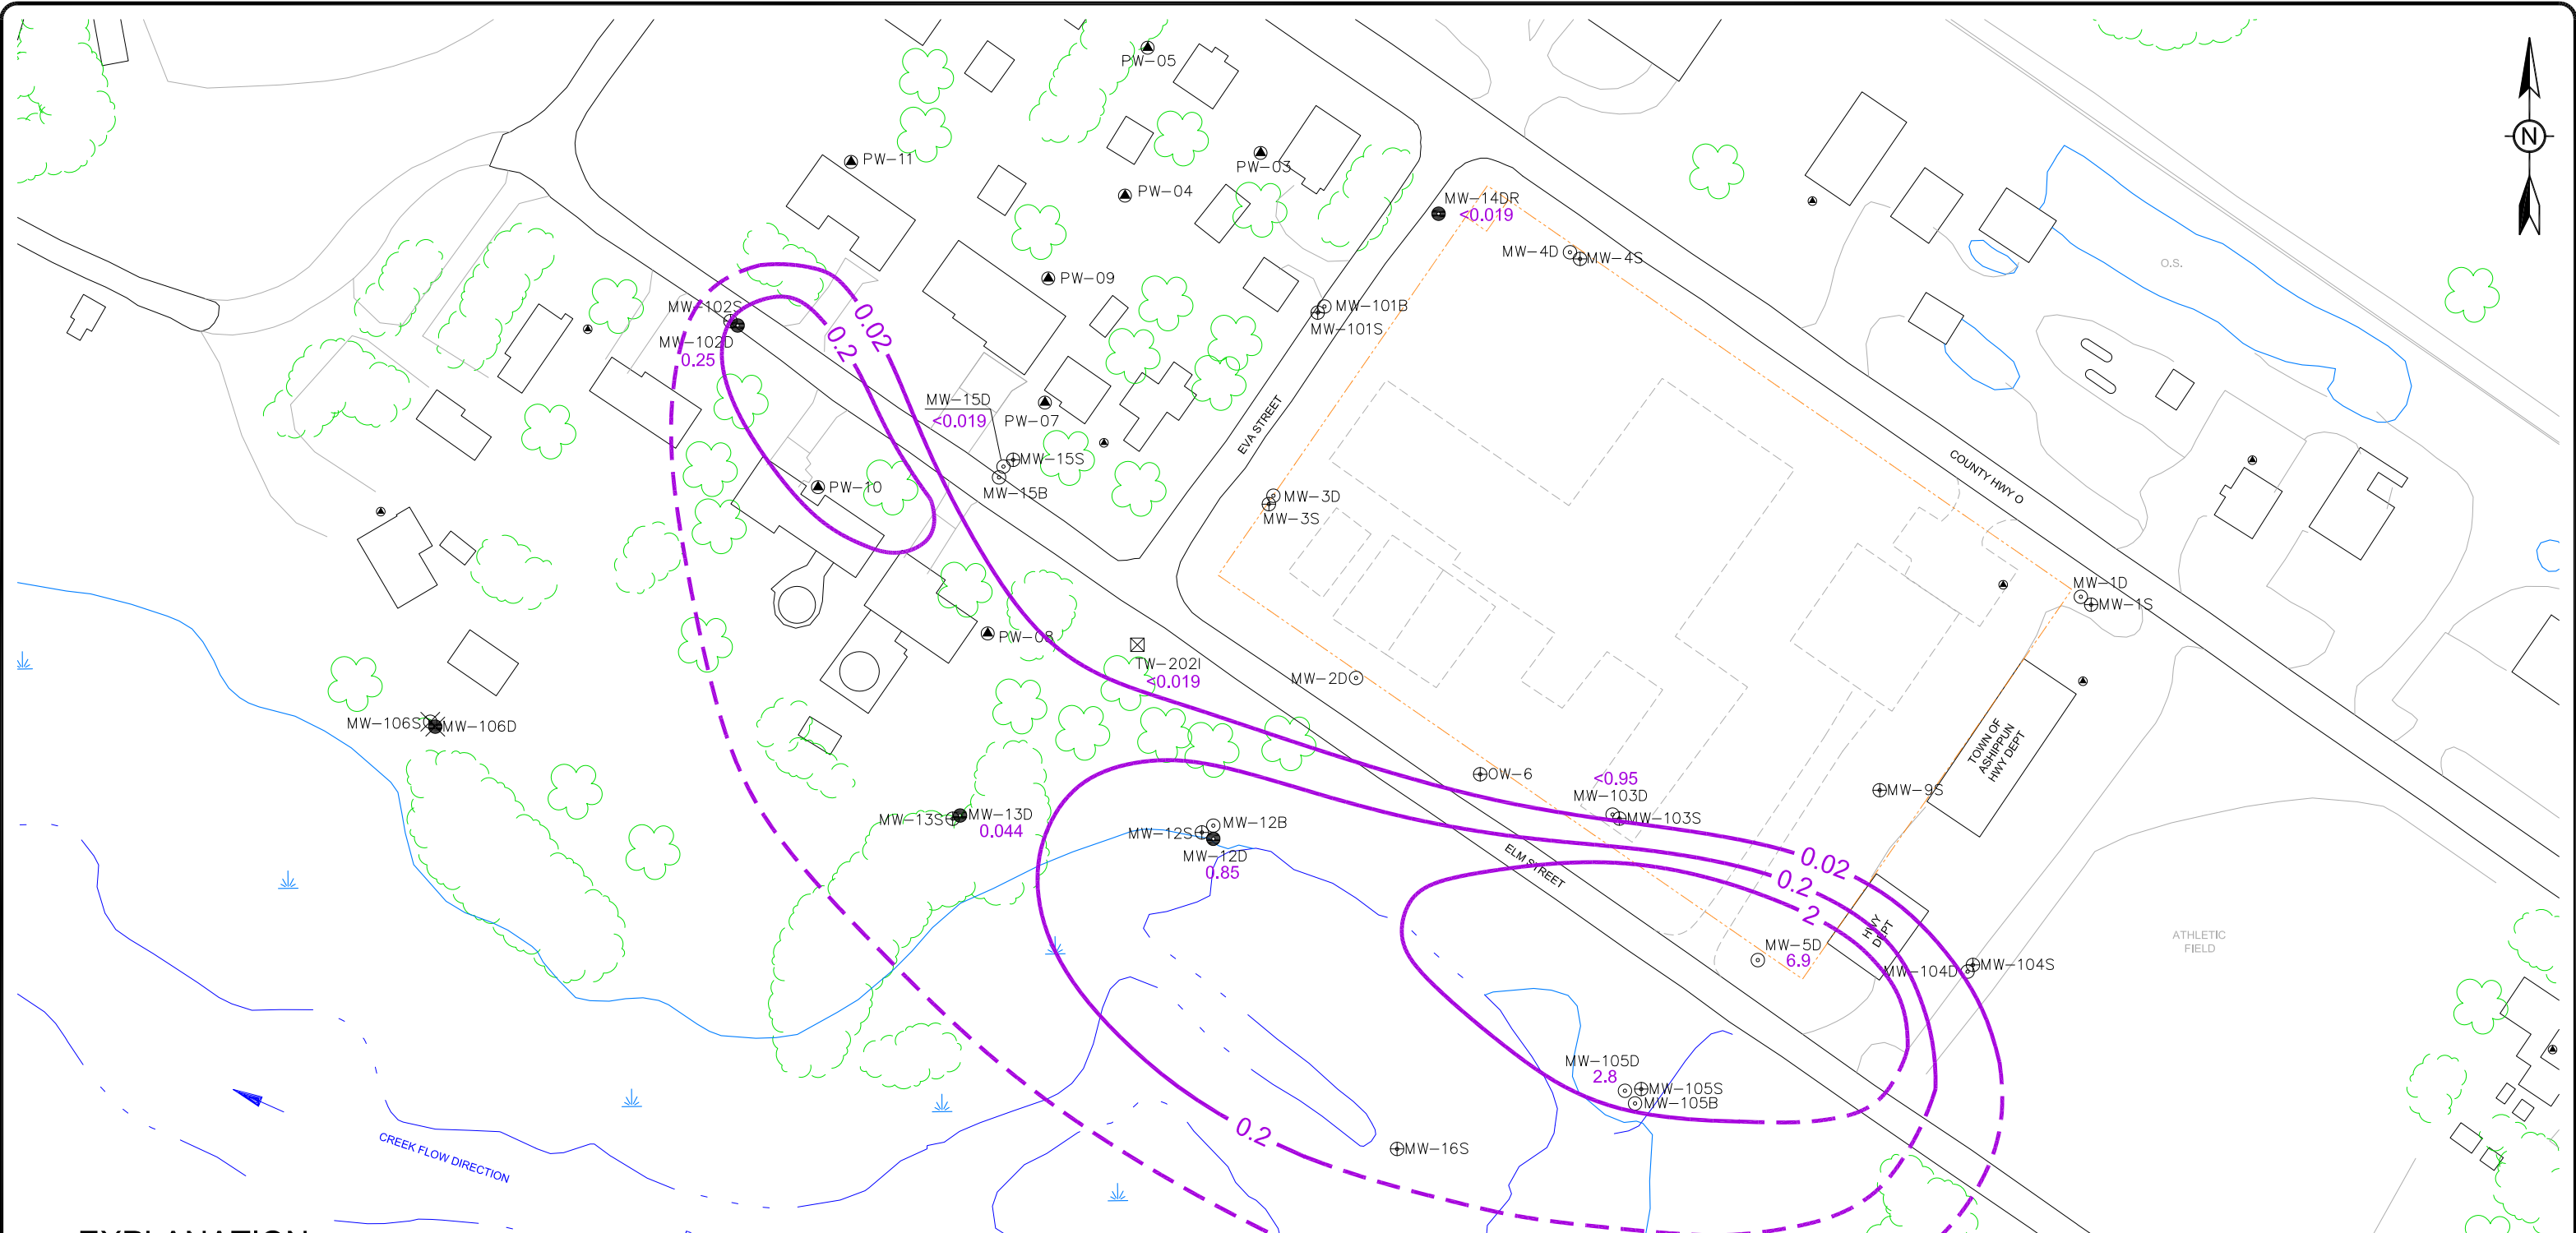 PW-05
N
PW-11
PW-03
PW-04
MW-14DR
<0.019
MW-4D
MW-4S
O.S.
PW-09
MW-101B
MW-101S
MW-102S
MW-102D
0.25
0.02
0.2
MW-15D
<0.019
PW-07
EVA STREET
MW-15S
MW-15B
COUNTY HWY O
PW-10
MW-3D
MW-3S
MW-1D
MW-1S
PW-08
TW-202I
<0.019
MW-2D
MW-106S
MW-106D
TOWN OF
ASHIPPUN
HWY DEPT
OW-6
<0.95
MW-103D
MW-103S
MW-9S
MW-13S
MW-13D
0.044
MW-12B
MW-12S
MW-12D
0.85
ELM STREET
0.02
0.2
2
HWY
DEPT
ATHLETIC
FIELD
MW-5D
6.9
MW-104D
MW-104S
MW-105D
2.8
MW-105S
MW-105B
0.2
MW-16S
CREEK FLOW DIRECTION
EXPLANATION